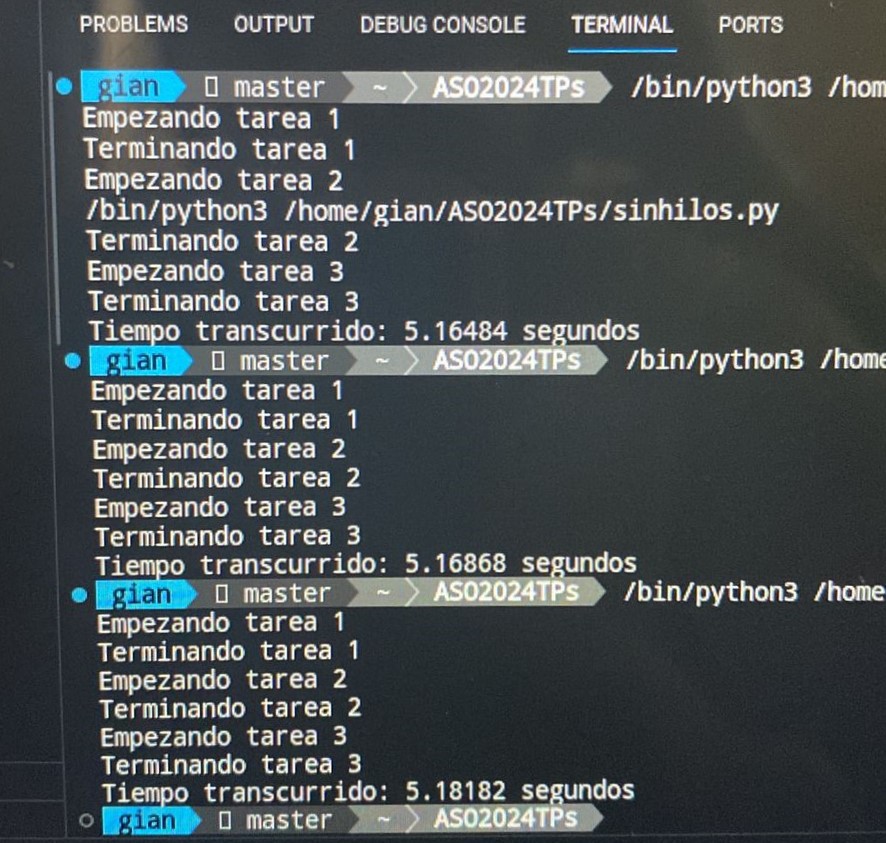 PROBLEMS OUTPUT DEBUG CONSOLE TERMINAL PORTS
gian master ~ ASO2024TPs /bin/python3 /hom
Empezando tarea 1
Terminando tarea 1
Empezando tarea 2
/bin/python3 /home/gian/ASO2024TPs/sinhilos.py
Terminando tarea 2
Empezando tarea 3
Terminando tarea 3
Tiempo transcurrido: 5.16484 segundos
gian master ~ ASO2024TPs /bin/python3 /home
Empezando tarea 1
Terminando tarea 1
Empezando tarea 2
Terminando tarea 2
Empezando tarea 3
Terminando tarea 3
Tiempo transcurrido: 5.16868 segundos
gian master ~ ASO2024TPs /bin/python3 /home
Empezando tarea 1
Terminando tarea 1
Empezando tarea 2
Terminando tarea 2
Empezando tarea 3
Terminando tarea 3
Tiempo transcurrido: 5.18182 segundos
gian master ~ ASO2024TPs